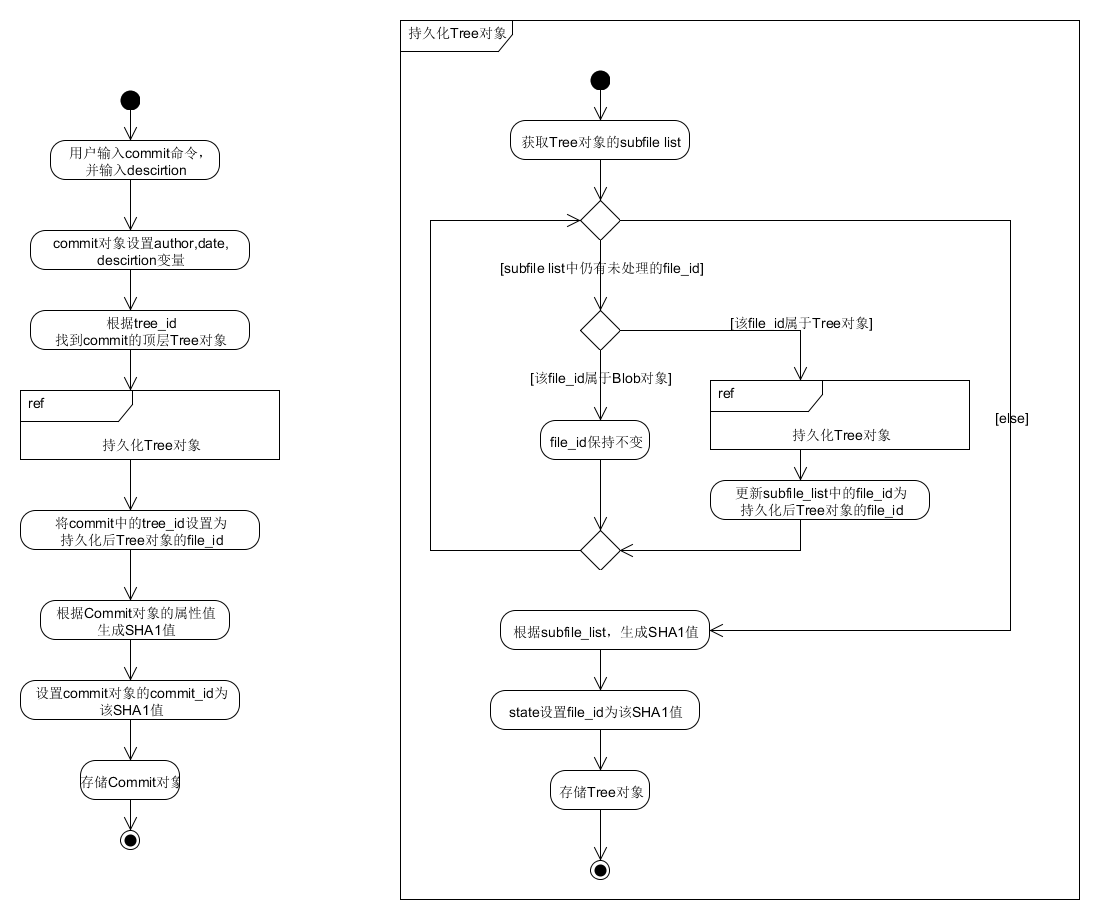 用户输入commit命令，
并输入descirtion
commit对象设置author,date,
descirtion变量
根据tree_id
找到commit的顶层Tree对象
ref
持久化Tree对象
将commit中的tree_id设置为
持久化后Tree对象的file_id
根据Commit对象的属性值
生成SHA1值
设置commit对象的commit_id为
该SHA1值
存储Commit对象
持久化Tree对象
获取Tree对象的subfile list
[subfile list中仍有未处理的file_id]
[该file_id属于Tree对象]
[该file_id属于Blob对象]
ref
持久化Tree对象
[else]
file_id保持不变
更新subfile_list中的file_id为
持久化后Tree对象的file_id
根据subfile_list，生成SHA1值
state设置file_id为该SHA1值
存储Tree对象